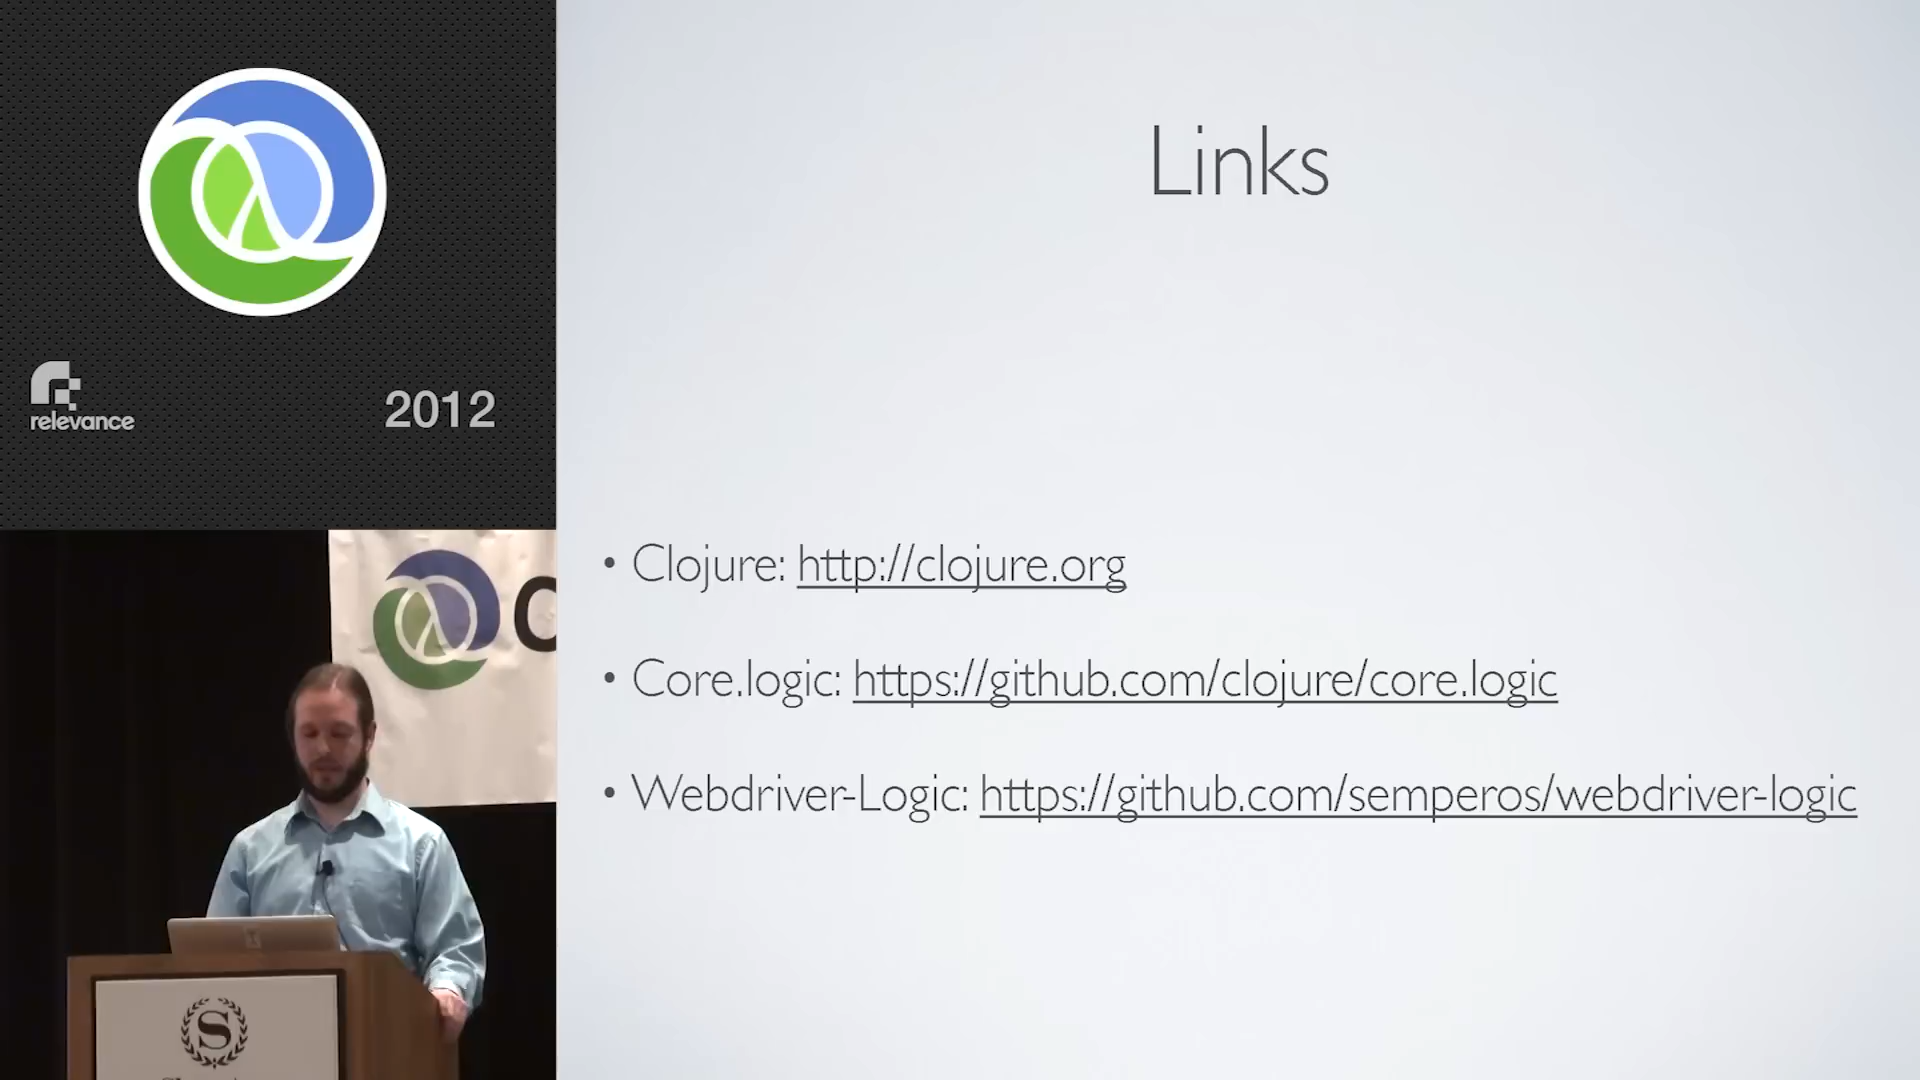 relevance
2012
Links
• Clojure: http://clojure.org
• Core.logic: https://github.com/clojure/core.logic
• Webdriver-Logic: https://github.com/semperos/webdriver-logic
S